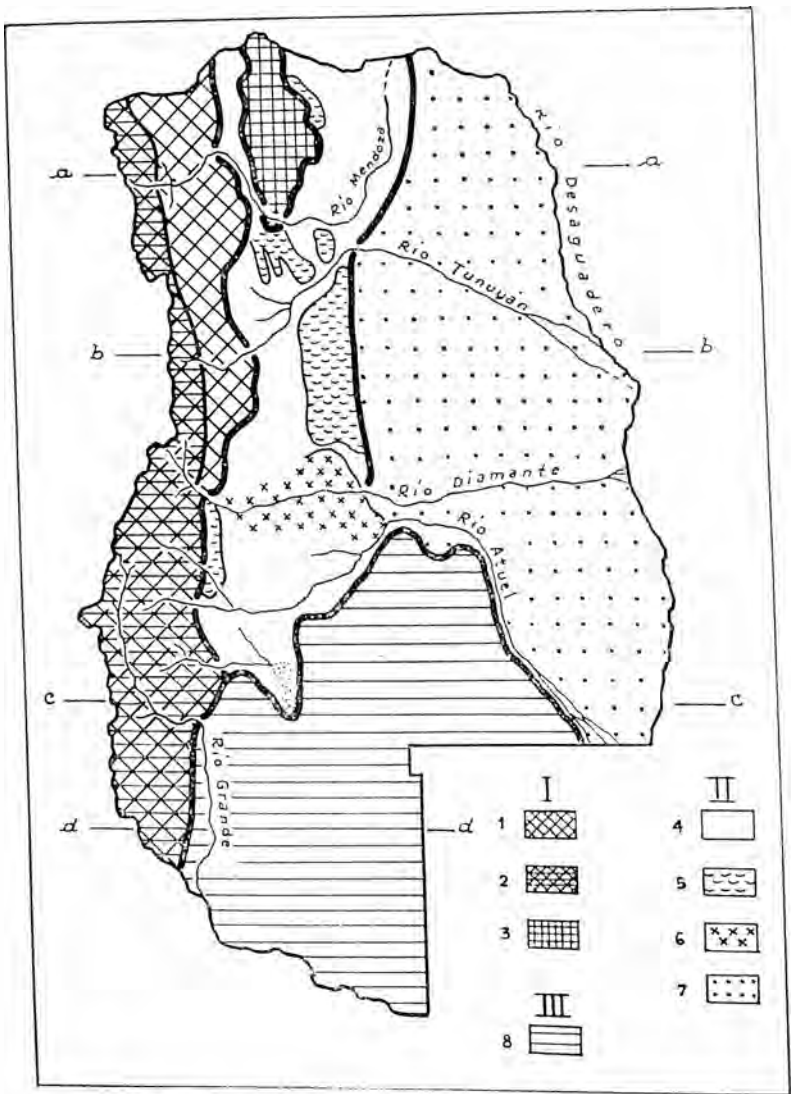 a
a
Río Mendoza
Río Desaguadero
Río Tunuyan
b
b
Río Diamante
Río Atuel
c
c
Río Grande
d
d
I
1
2
3
III
8
II
4
5
6
7